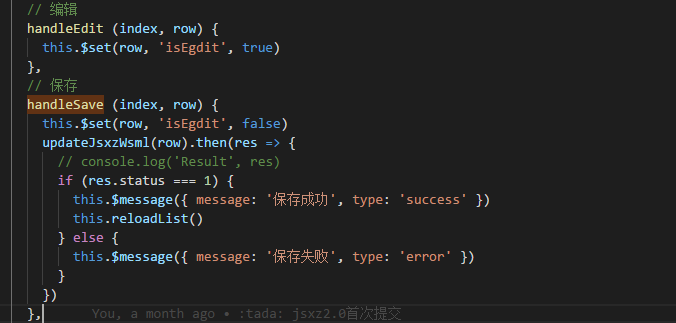 // 编辑
handleEdit (index, row) {
this.$set(row, 'isEgdit', true)
},
// 保存
handleSave (index, row) {
this.$set(row, 'isEgdit', false)
updateJsxzWsml(row).then(res => {
// console.log('Result', res)
if (res.status === 1) {
this.$message({ message: '保存成功', type: 'success' })
this.reloadList()
} else {
this.$message({ message: '保存失败', type: 'error' })
}
})
}, You, a month ago • :tada: jsxz2.0首次提交